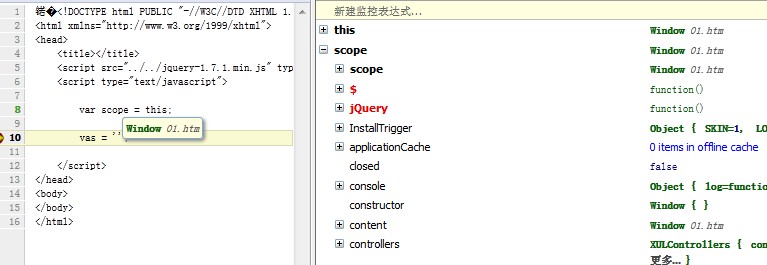 1 锘�<!DOCTYPE html PUBLIC "-//W3C//DTD XHTML 1.
2 <html xmlns="http://www.w3.org/1999/xhtml">
3 <head>
4 <title></title>
5 <script src="../../jquery-1.7.1.min.js" typ
6 <script type="text/javascript">
7
8 var scope = this;
9
Window 01.htm
10 vas = ''
11
12 </script>
13 </head>
14 <body>
15 </body>
16 </html>
新建监控表达式...
this Window 01.htm
scope Window 01.htm
scope Window 01.htm
$ function()
jQuery function()
InstallTrigger Object { SKIN=1, LO
applicationCache 0 items in offline cache
closed false
console Object { log=functio
constructor Window { }
content Window 01.htm
controllers XULControllers { con
更多... }